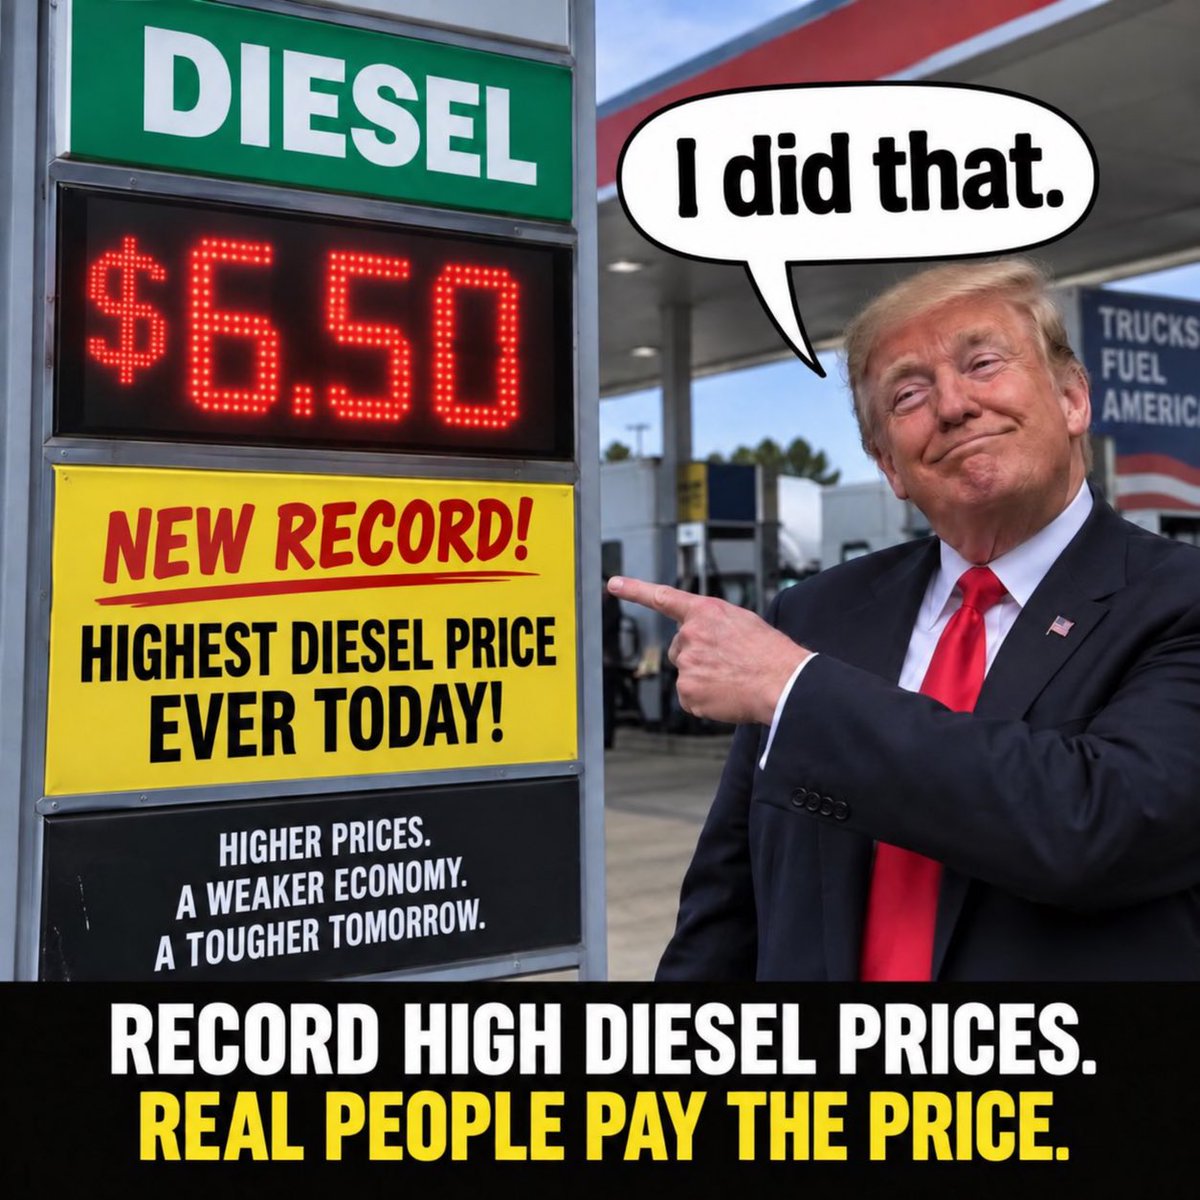 DIESEL
$6.50
NEW RECORD!
HIGHEST DIESEL PRICE
EVER TODAY!
HIGHER PRICES.
A WEAKER ECONOMY.
A TOUGHER TOMORROW.
I did that.
TRUCKS
FUEL
AMERIC
RECORD HIGH DIESEL PRICES.
REAL PEOPLE PAY THE PRICE.